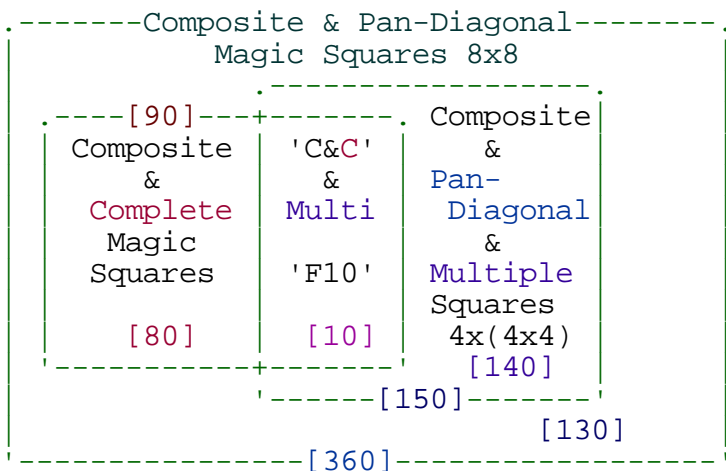 Composite & Pan-Diagonal
Magic Squares 8x8
[90] Composite
Composite 'C&C' &
& & Pan-
Complete Multi Diagonal
Magic &
Squares 'F10' Multiple
Squares
[80] [10] 4x(4x4)
[140]
[150]
[130]
[360]